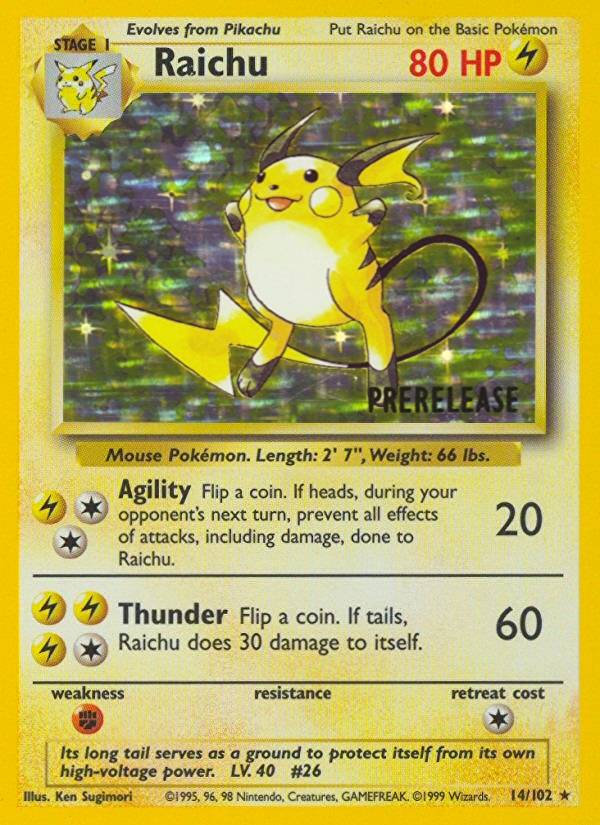 Evolves from Pikachu Put Raichu on the Basic Pokémon
STAGE 1
Raichu 80 HP
PRERELEASE
Mouse Pokémon. Length: 2' 7", Weight: 66 lbs.
Agility Flip a coin. If heads, during your
opponent's next turn, prevent all effects
of attacks, including damage, done to
Raichu.
20
Thunder Flip a coin. If tails,
Raichu does 30 damage to itself.
60
weakness resistance retreat cost
Its long tail serves as a ground to protect itself from its own
high-voltage power. LV. 40 #26
Illus. Ken Sugimori ©1995, 96, 98 Nintendo, Creatures, GAMEFREAK. ©1999 Wizards. 14/102 ★